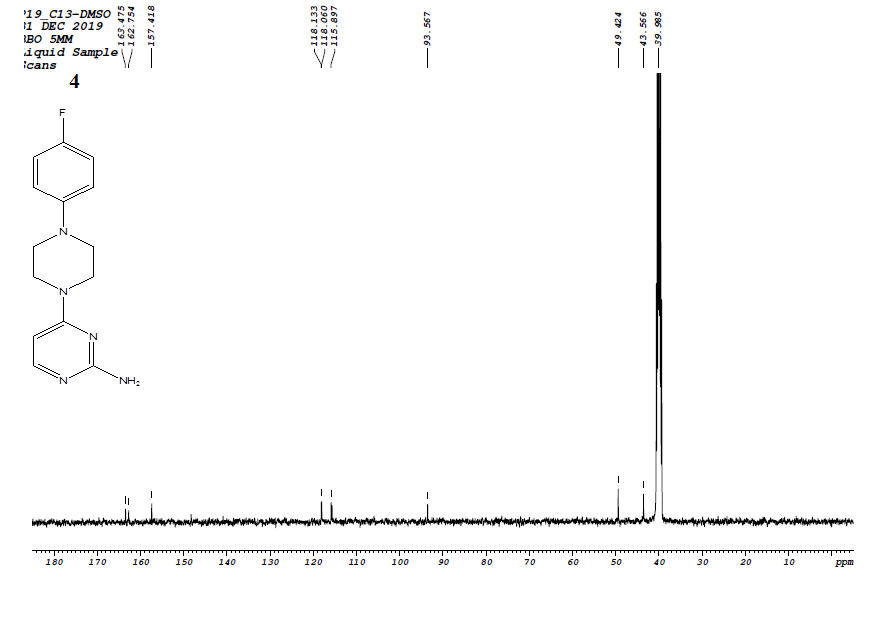 19_C13-DMSO
1 DEC 2019
BBO 5MM
iquid Sample
cans
163.475
162.754
157.418
118.133
118.060
115.897
93.567
49.424
43.566
39.985
4
F
N
N
N
N
NH2
180 170 160 150 140 130 120 110 100 90 80 70 60 50 40 30 20 10 ppm